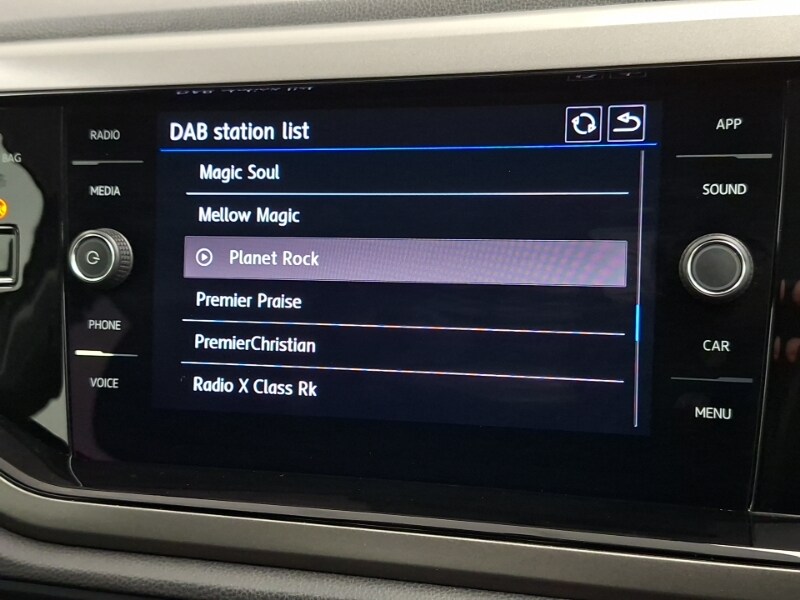 BAG
RADIO
MEDIA
PHONE
VOICE
DAB station list
Magic Soul
Mellow Magic
Planet Rock
Premier Praise
PremierChristian
Radio X Class Rk
APP
SOUND
CAR
MENU